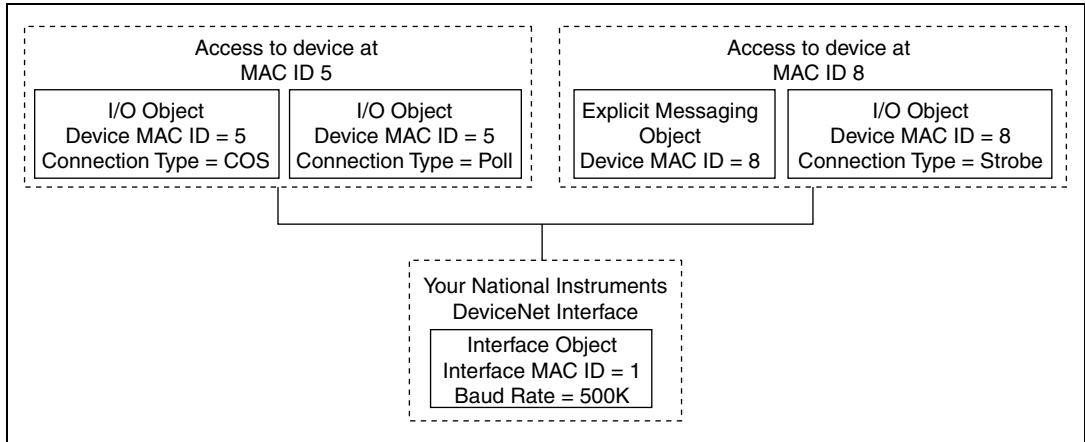 Access to device at
MAC ID 5
I/O Object
Device MAC ID = 5
Connection Type = COS
I/O Object
Device MAC ID = 5
Connection Type = Poll
Access to device at
MAC ID 8
Explicit Messaging
Object
Device MAC ID = 8
I/O Object
Device MAC ID = 8
Connection Type = Strobe
Your National Instruments
DeviceNet Interface
Interface Object
Interface MAC ID = 1
Baud Rate = 500K